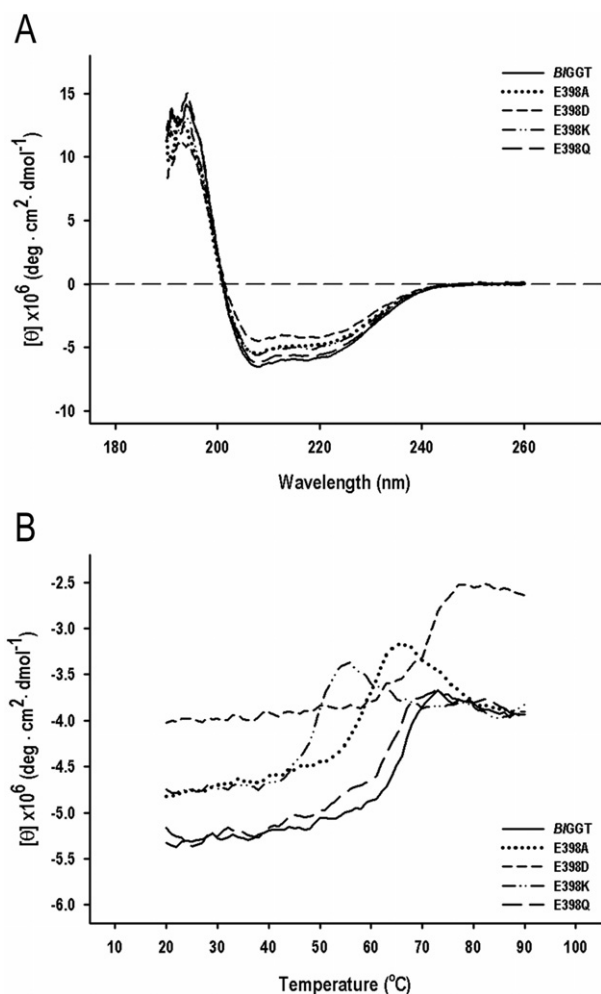 A
BlGGT
E398A
E398D
E398K
E398Q
15
10
5
0
-5
-10
[θ] x10⁶ (deg · cm²· dmol⁻¹)
180 200 220 240 260
Wavelength (nm)
B
-2.5
-3.0
-3.5
-4.0
-4.5
-5.0
-5.5
-6.0
[θ] x10⁶ (deg · cm²· dmol⁻¹)
BlGGT
E398A
E398D
E398K
E398Q
10 20 30 40 50 60 70 80 90 100
Temperature (°C)